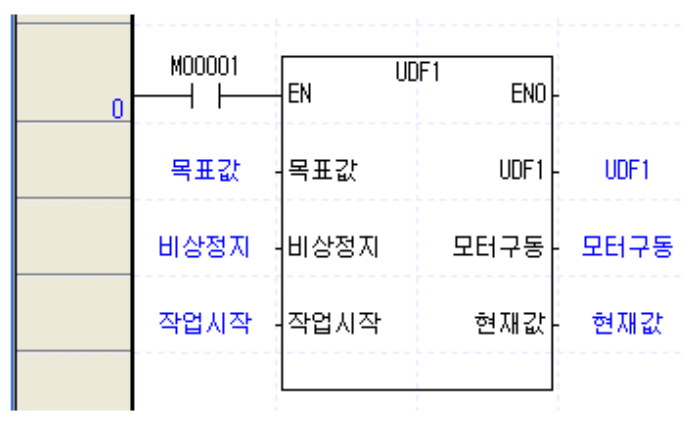 M00001
UDF1
0
EN
ENO
목표값 목표값 UDF1 UDF1
비상정지 비상정지 모터구동 모터구동
작업시작 작업시작 현재값 현재값